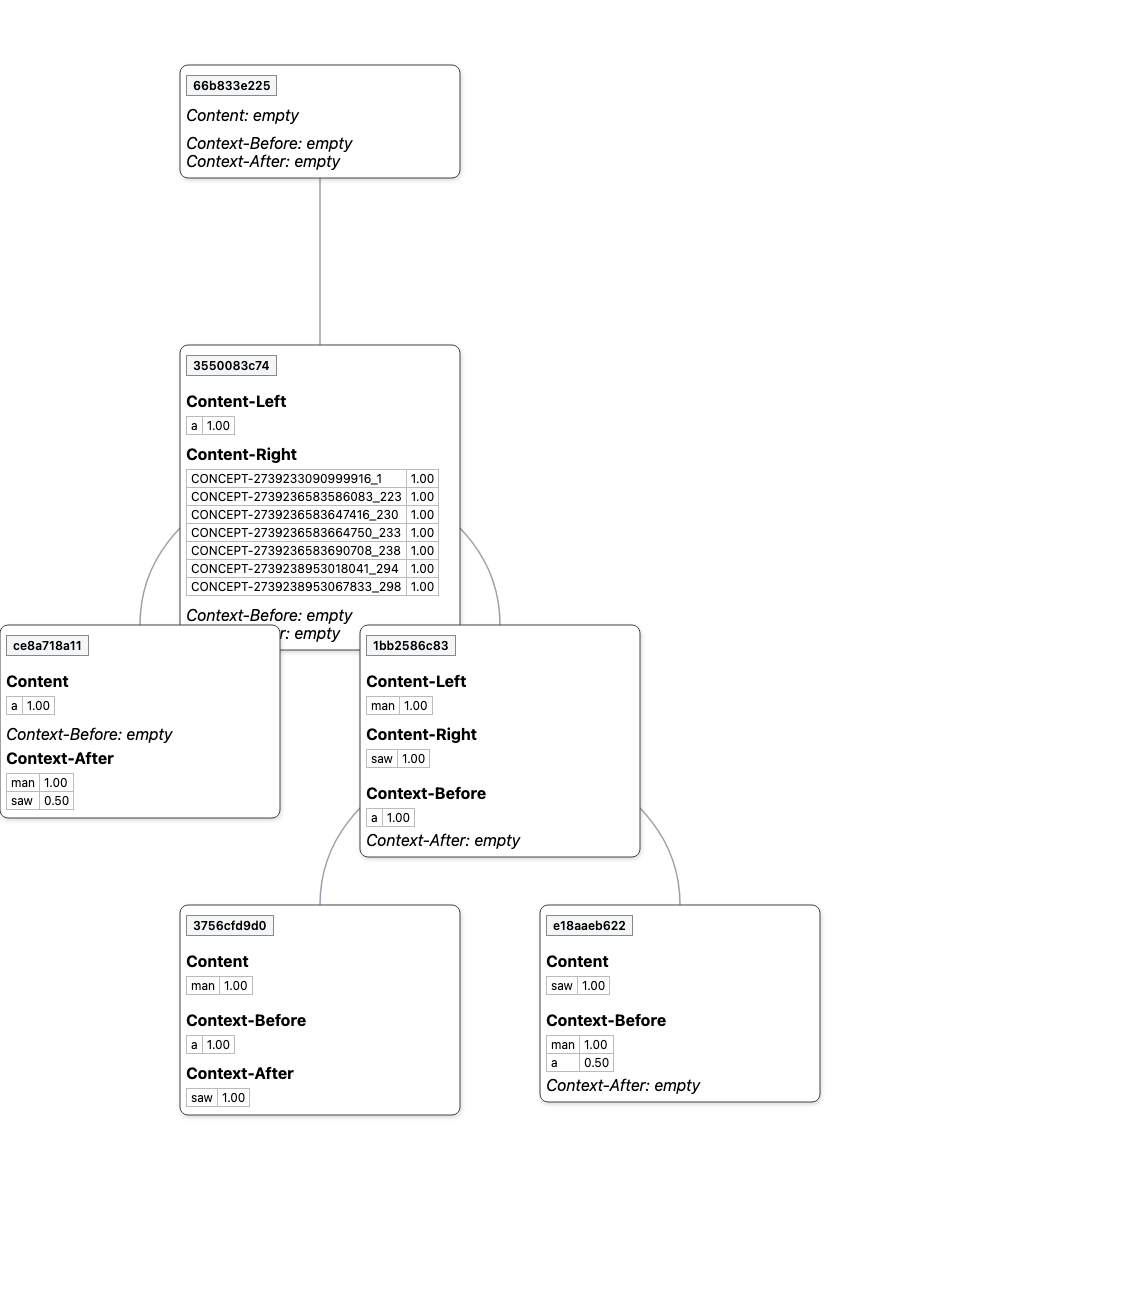 66b833e225
Content: empty
Context-Before: empty
Context-After: empty
3550083c74
Content-Left
a 1.00
Content-Right
CONCEPT-2739233090999916_1 1.00
CONCEPT-2739236583586083_223 1.00
CONCEPT-2739236583647416_230 1.00
CONCEPT-2739236583664750_233 1.00
CONCEPT-2739236583690708_238 1.00
CONCEPT-2739238953018041_294 1.00
CONCEPT-2739238953067833_298 1.00
Context-Before: empty
r: empty
ce8a718a11
Content
a 1.00
Context-Before: empty
Context-After
man 1.00
saw 0.50
1bb2586c83
Content-Left
man 1.00
Content-Right
saw 1.00
Context-Before
a 1.00
Context-After: empty
3756cfd9d0
Content
man 1.00
Context-Before
a 1.00
Context-After
saw 1.00
e18aaeb622
Content
saw 1.00
Context-Before
man 1.00
a 0.50
Context-After: empty